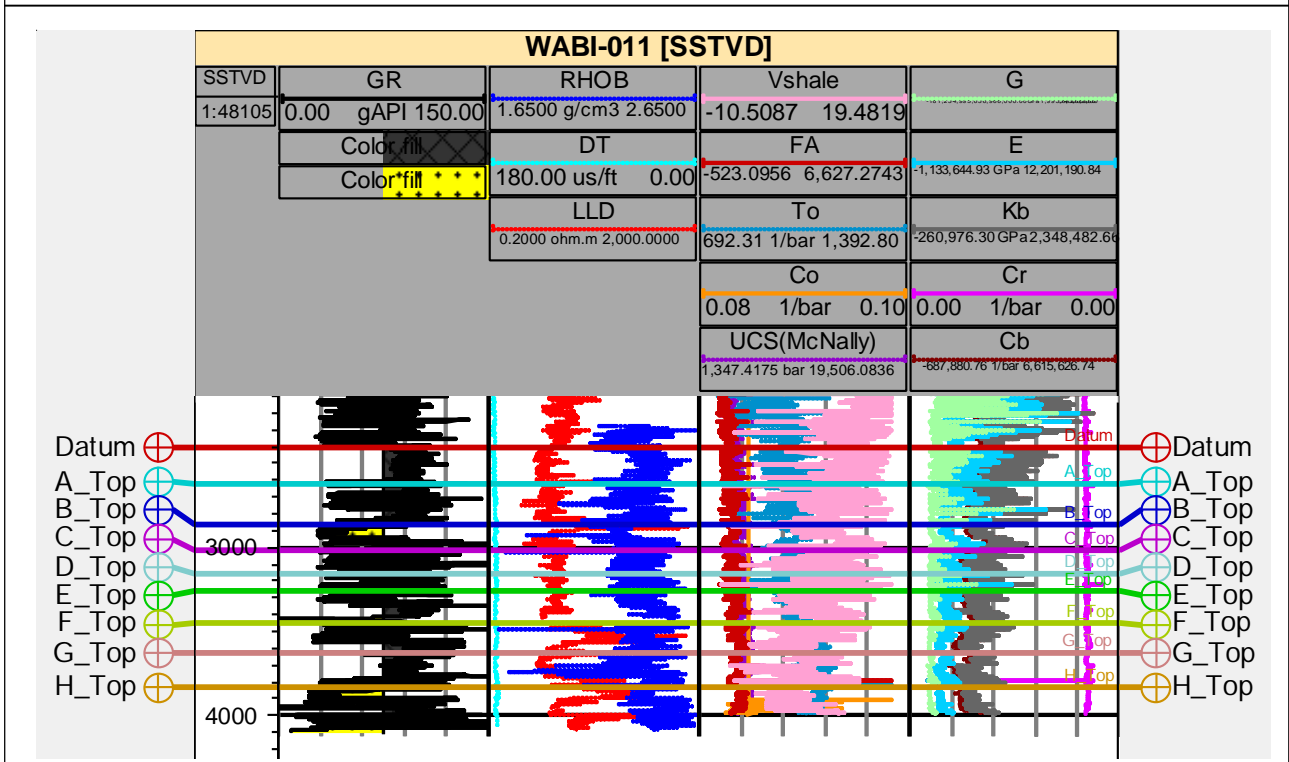 WABI-011 [SSTVD]
SSTVD GR RHOB Vshale G
1:48105 0.00 gAPI 150.00 1.6500 g/cm3 2.6500 -10.5087 19.4819
Color fill DT FA E
Color fill 180.00 us/ft 0.00 -523.0956 6,627.2743 -1,133,644.93 GPa 12,201,190.84
LLD To Kb
0.2000 ohm.m 2,000.0000 692.31 1/bar 1,392.80 -260,976.30 GPa 2,348,482.66
Co Cr
0.08 1/bar 0.10 0.00 1/bar 0.00
UCS(McNally) Cb
1,347.4175 bar 19,506.0836 -687,880.76 1/bar 6,615,626.74
Datum Datum Datum
A_Top A_Top A_Top
B_Top B_Top B_Top
C_Top C_Top C_Top
3000
D_Top D_Top D_Top
E_Top E_Top E_Top
F_Top F_Top F_Top
G_Top G_Top G_Top
H_Top H_Top H_Top
4000